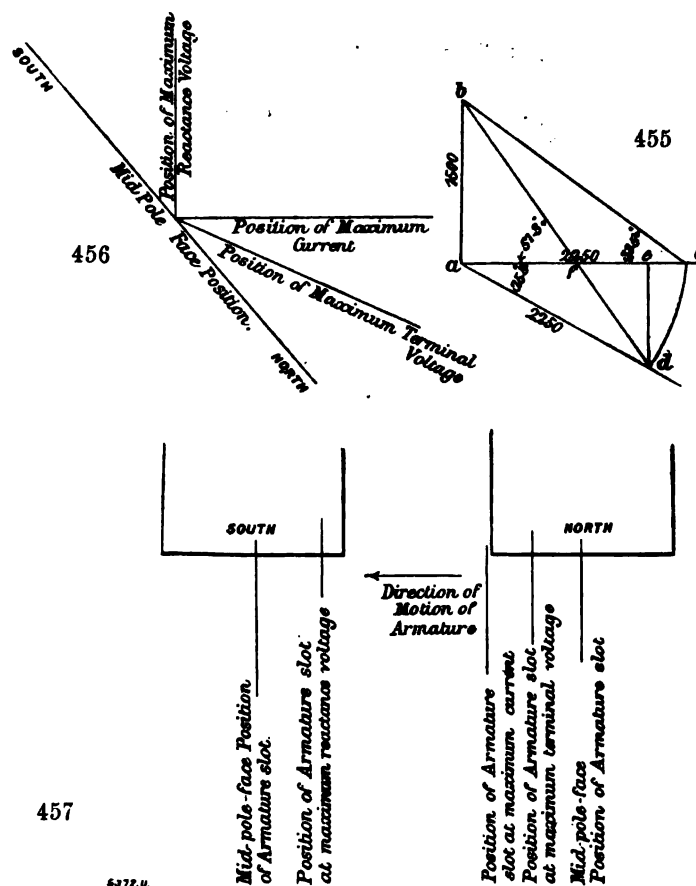 SOUTH
Position of Maximum
Reactance Voltage
Mid Pole Face Position.
Position of Maximum
Current
Position of Maximum Terminal
Voltage
NORTH
456
b
455
1600
a
2250
d
457
SOUTH
NORTH
Direction of
Motion of
Armature
Mid-pole-face Position
of Armature slot.
Position of Armature slot
at maximum reactance voltage
Position of Armature
slot at maximum current
Position of Armature slot
at maximum terminal voltage
Mid-pole-face
Position of Armature slot